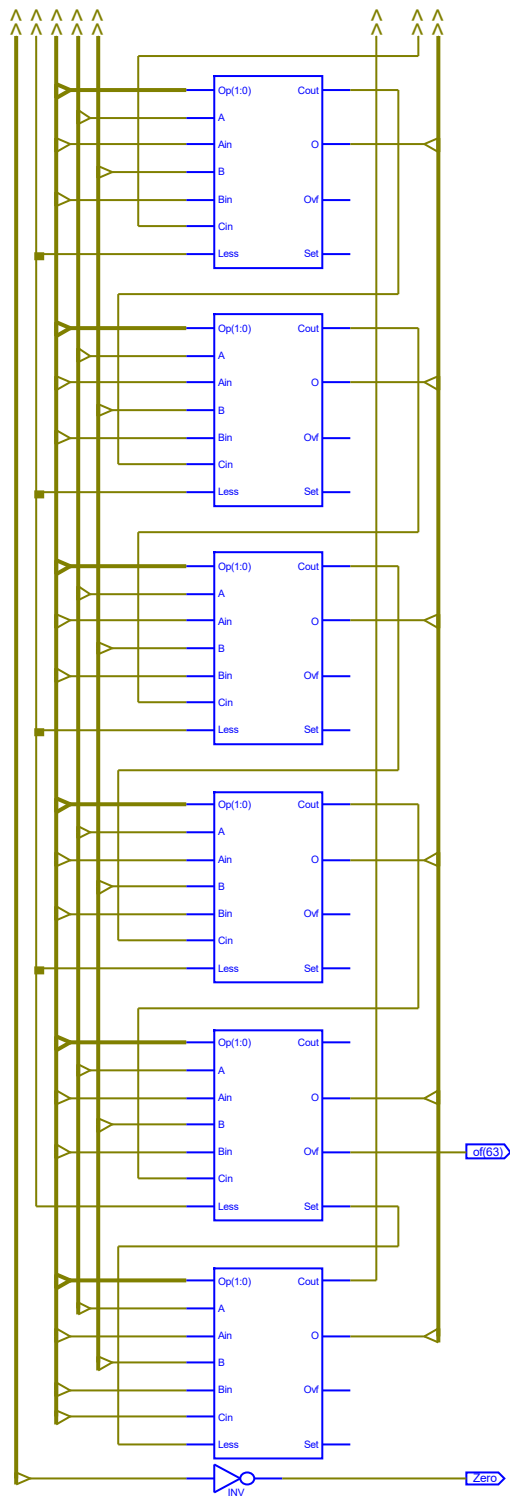 Op(1:0) Cout
A
Ain O
B
Bin Ovf
Cin
Less Set
Op(1:0) Cout
A
Ain O
B
Bin Ovf
Cin
Less Set
Op(1:0) Cout
A
Ain O
B
Bin Ovf
Cin
Less Set
Op(1:0) Cout
A
Ain O
B
Bin Ovf
Cin
Less Set
Op(1:0) Cout
A
Ain O
B
Bin Ovf of(63)
Cin
Less Set
Op(1:0) Cout
A
Ain O
B
Bin Ovf
Cin
Less Set
Zero
INV